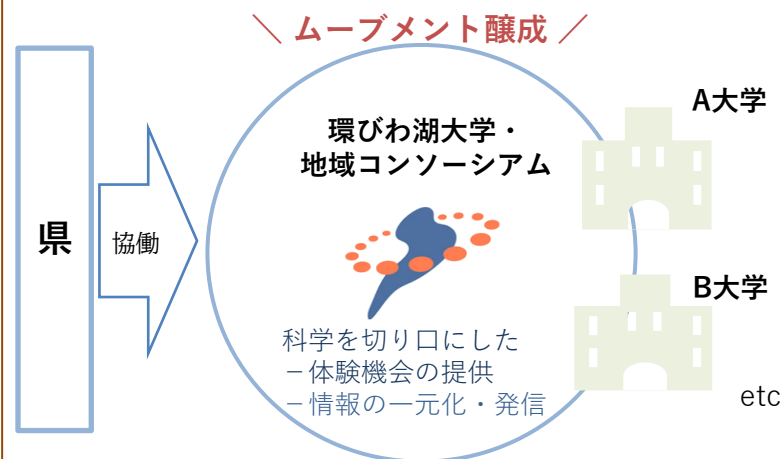 ＼ ムーブメント醸成 ／
県
協働
環びわ湖大学・
地域コンソーシアム
科学を切り口にした
－体験機会の提供
－情報の一元化・発信
A大学
B大学
etc